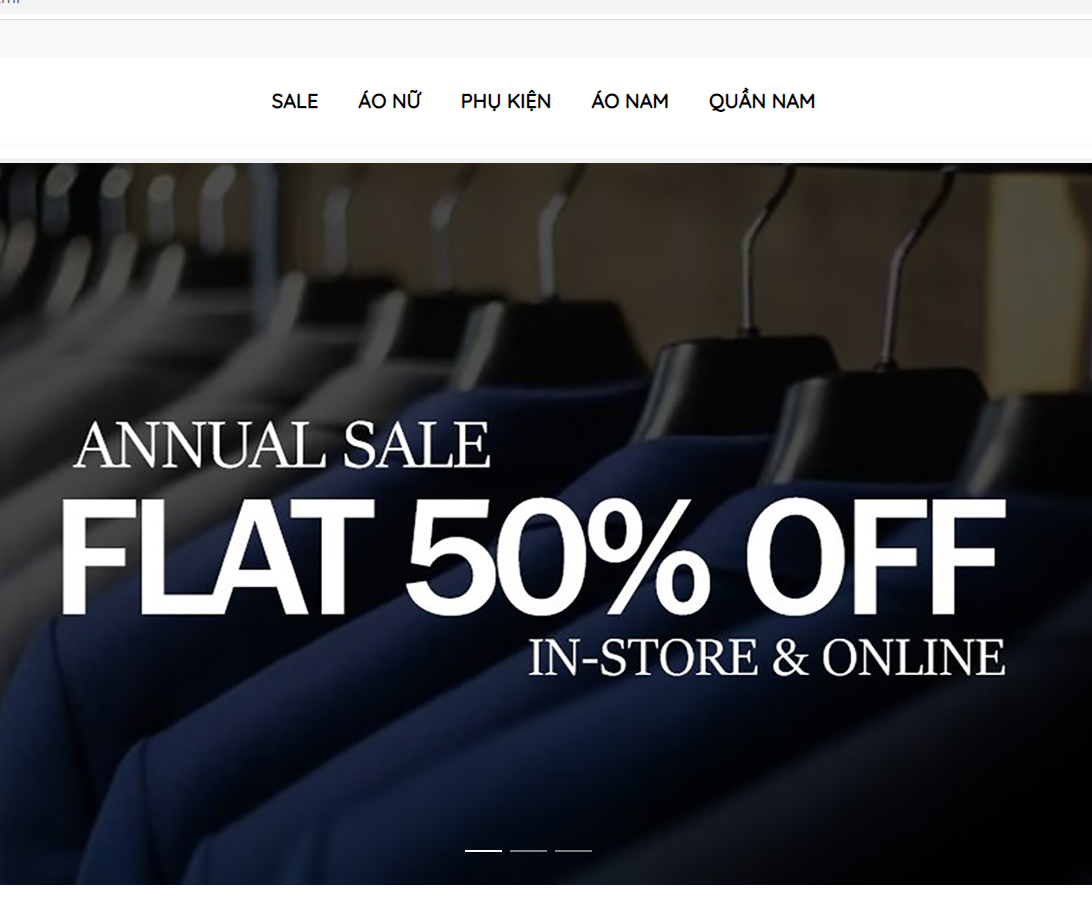 SALE ÁO NỮ PHỤ KIỆN ÁO NAM QUẦN NAM
ANNUAL SALE
FLAT 50% OFF
IN-STORE & ONLINE